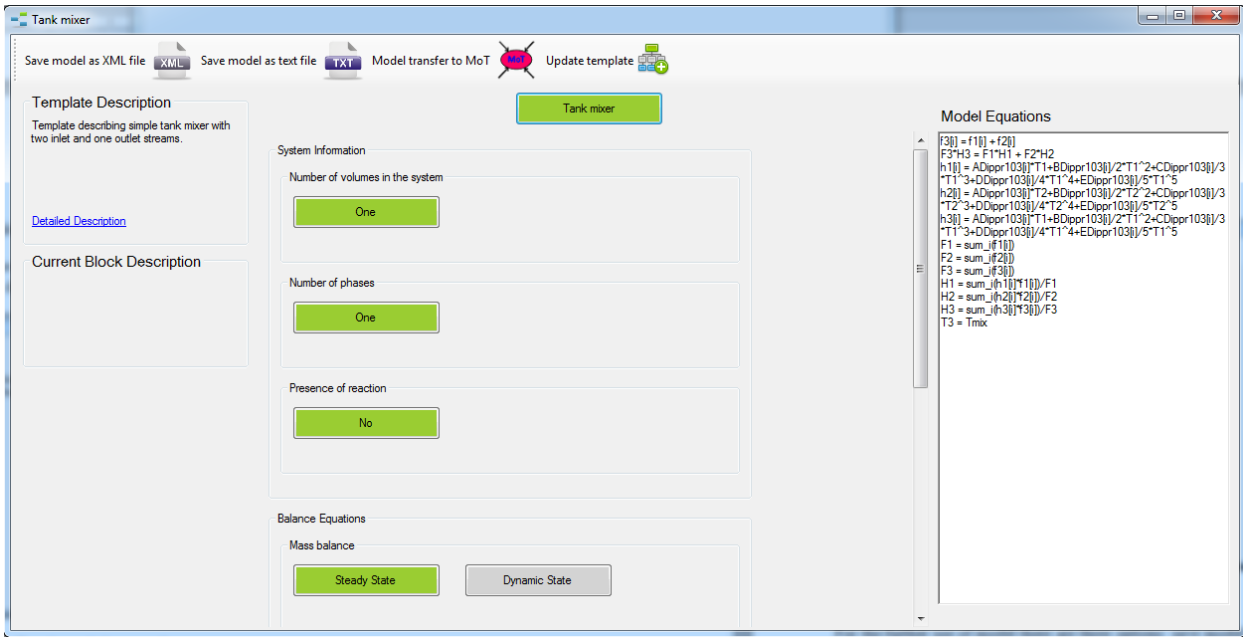 Tank mixer
Save model as XML file XML Save model as text file TXT Model transfer to MoT MoT Update template
Template Description
Template describing simple tank mixer with
two inlet and one outlet streams.
Detailed Description
Current Block Description
Tank mixer
System Information
Number of volumes in the system
One
Number of phases
One
Presence of reaction
No
Balance Equations
Mass balance
Steady State Dynamic State
Model Equations
f3[i] = f1[i] + f2[i]
F3*H3 = F1*H1 + F2*H2
h1[i] = ADippr103[i]*T1+BDippr103[i]/2*T1^2+CDippr103[i]/3
*T1^3+DDippr103[i]/4*T1^4+EDippr103[i]/5*T1^5
h2[i] = ADippr103[i]*T2+BDippr103[i]/2*T2^2+CDippr103[i]/3
*T2^3+DDippr103[i]/4*T2^4+EDippr103[i]/5*T2^5
h3[i] = ADippr103[i]*T1+BDippr103[i]/2*T1^2+CDippr103[i]/3
*T1^3+DDippr103[i]/4*T1^4+EDippr103[i]/5*T1^5
F1 = sum_i(f1[i])
F2 = sum_i(f2[i])
F3 = sum_i(f3[i])
H1 = sum_i(h1[i]*f1[i])/F1
H2 = sum_i(h2[i]*f2[i])/F2
H3 = sum_i(h3[i]*f3[i])/F3
T3 = Tmix